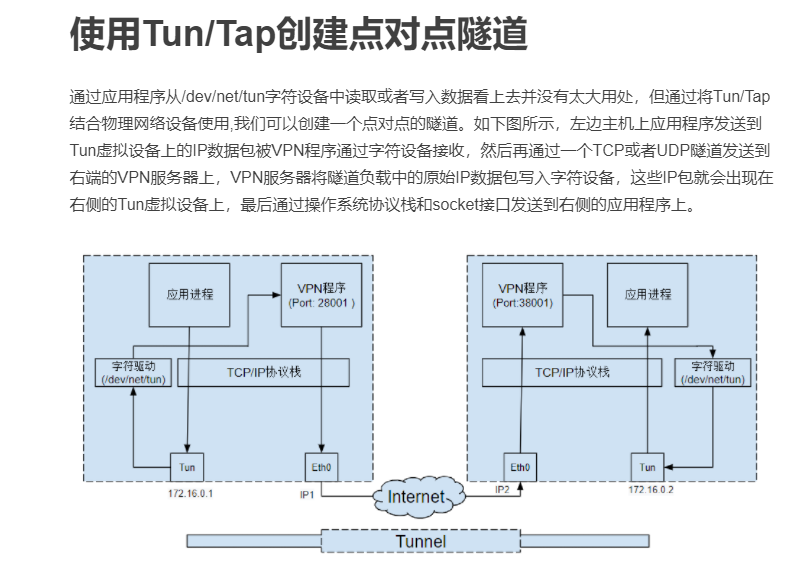 使用Tun/Tap创建点对点隧道
通过应用程序从/dev/net/tun字符设备中读取或者写入数据看上去并没有太大用处，但通过将Tun/Tap
结合物理网络设备使用,我们可以创建一个点对点的隧道。如下图所示，左边主机上应用程序发送到
Tun虚拟设备上的IP数据包被VPN程序通过字符设备接收，然后再通过一个TCP或者UDP隧道发送到
右端的VPN服务器上，VPN服务器将隧道负载中的原始IP数据包写入字符设备，这些IP包就会出现在
右侧的Tun虚拟设备上，最后通过操作系统协议栈和socket接口发送到右侧的应用程序上。
应用进程
VPN程序
(Port: 28001 )
字符驱动
(/dev/net/tun)
TCP/IP协议栈
Tun
172.16.0.1
Eth0
IP1
Internet
VPN程序
(Port:38001)
应用进程
TCP/IP协议栈
字符驱动
(/dev/net/tun)
Eth0
IP2
Tun
172.16.0.2
Tunnel